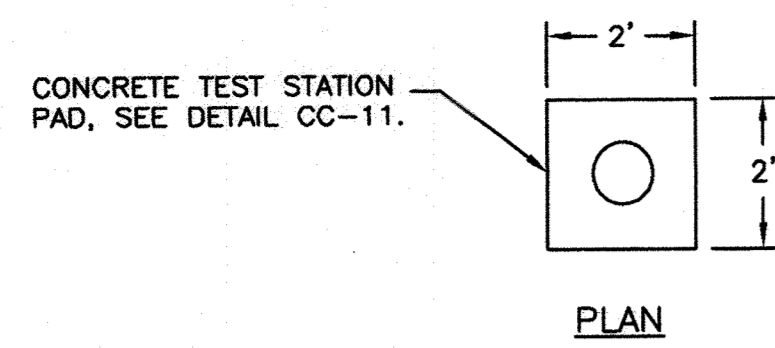 2'
CONCRETE TEST STATION
PAD, SEE DETAIL CC-11.
2'
PLAN